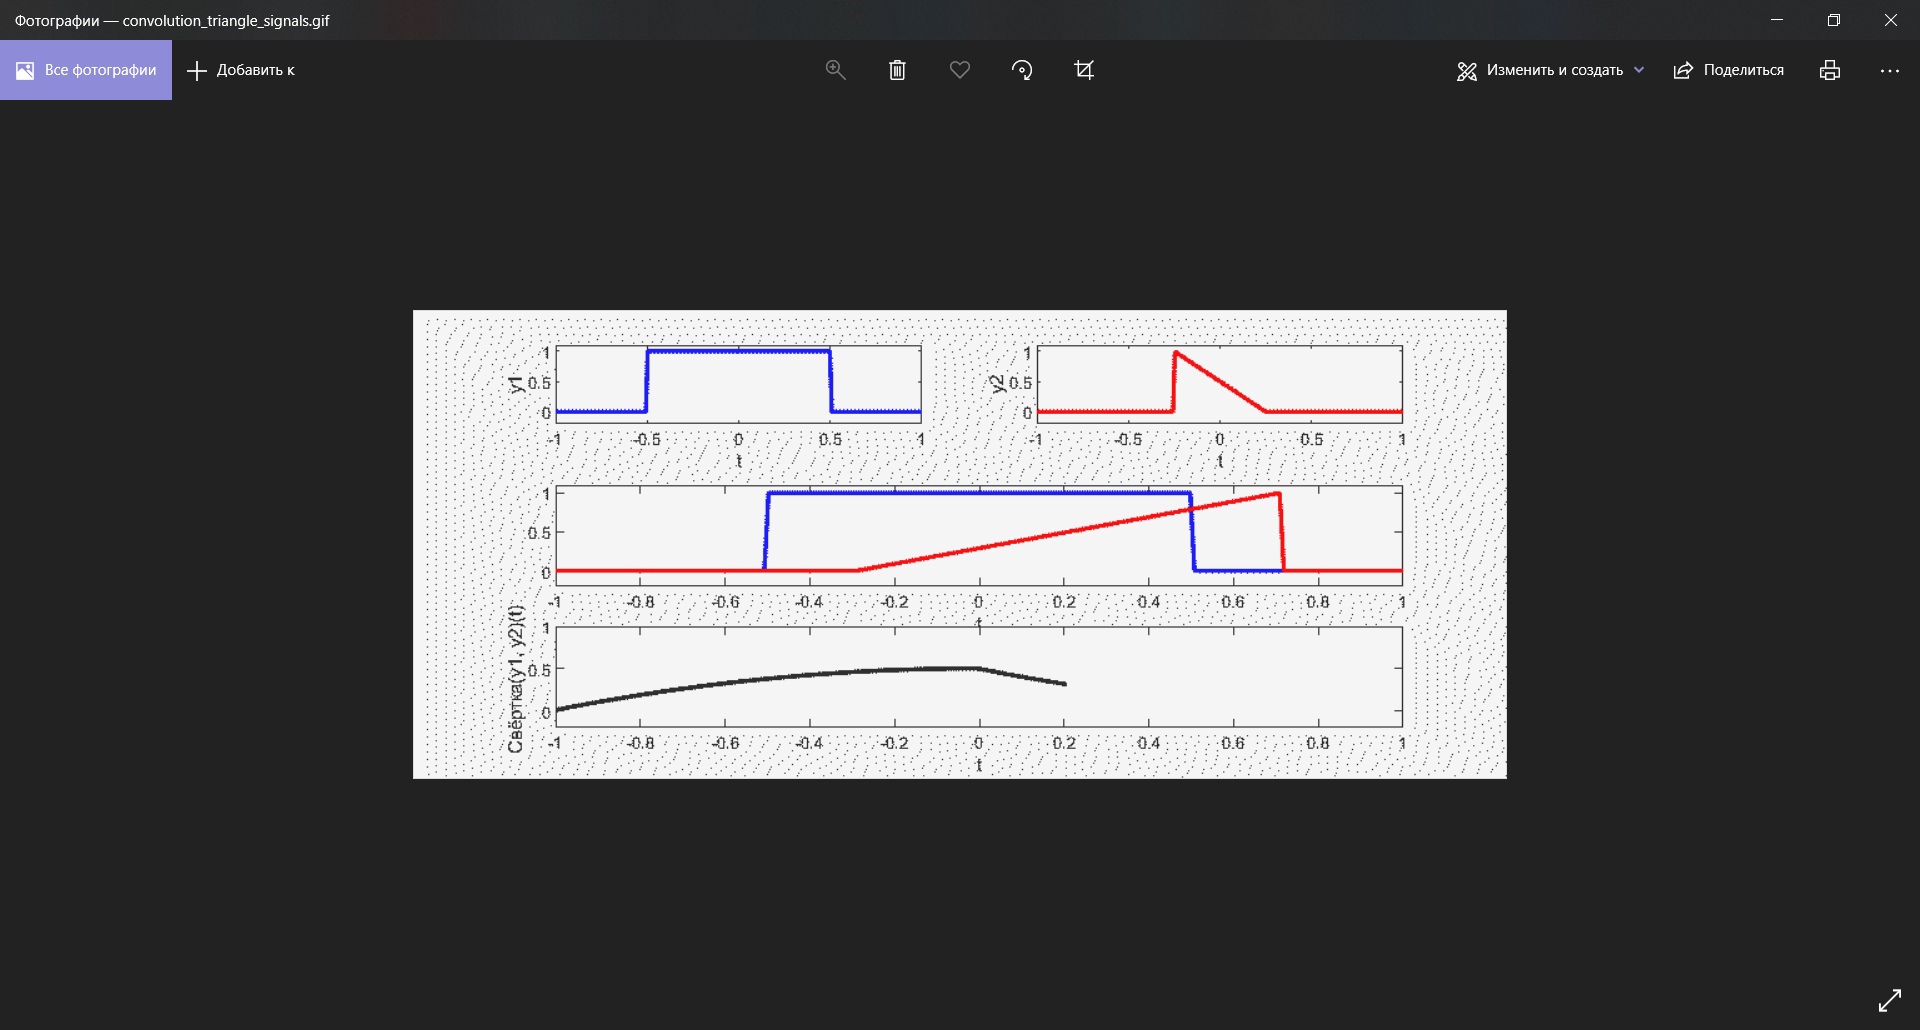 Фотографии — convolution_triangle_signals.gif
Все фотографии
Добавить к
Изменить и создать
Поделиться
y1
1
0.5
0
-1 -0.5 0 0.5 1
t
y2
1
0.5
0
-1 -0.5 0 0.5 1
t
1
0.5
0
-1 -0.8 -0.6 -0.4 -0.2 0 0.2 0.4 0.6 0.8 1
t
Свёртка(y1, y2)(t)
1
0.5
0
-1 -0.8 -0.6 -0.4 -0.2 0 0.2 0.4 0.6 0.8 1
t